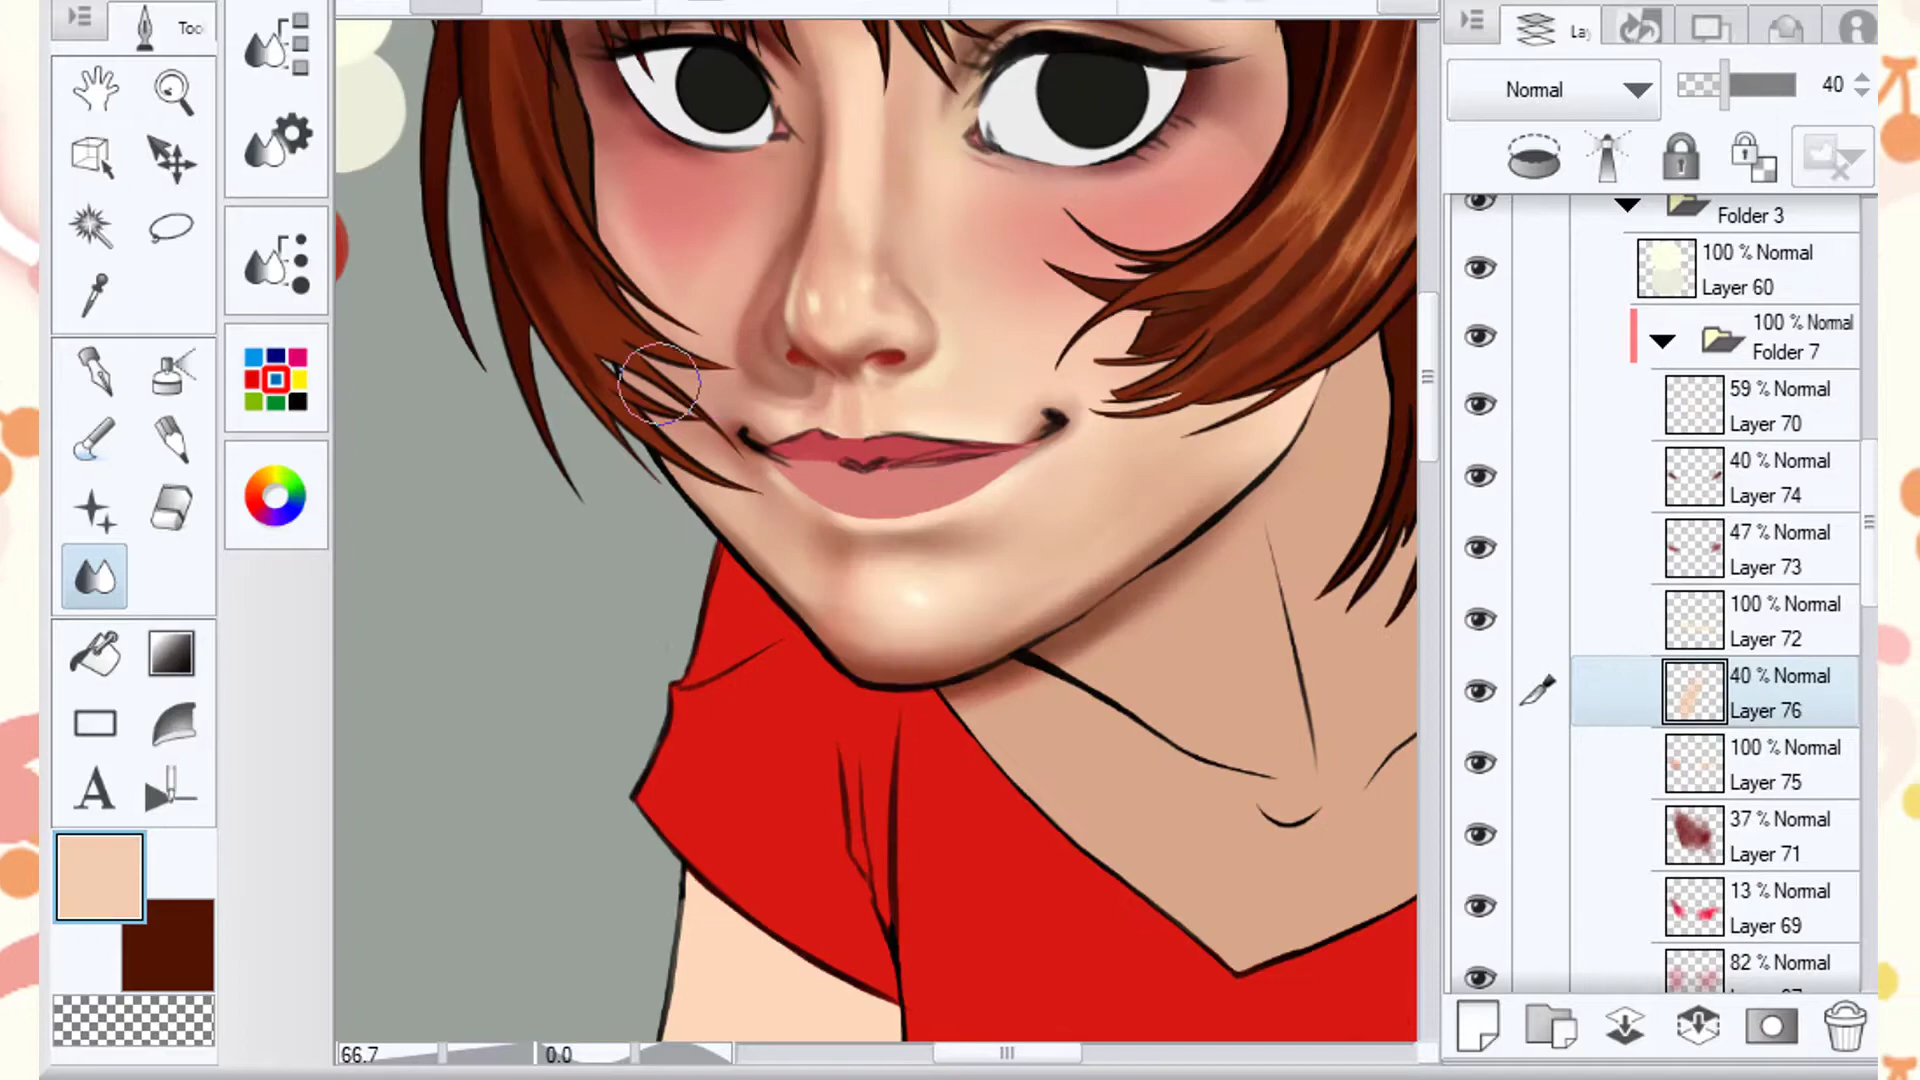 Too
La
Normal
40
Folder 3
100 % Normal
Layer 60
100 % Normal
Folder 7
59 % Normal
Layer 70
40 % Normal
Layer 74
47 % Normal
Layer 73
100 % Normal
Layer 72
40 % Normal
Layer 76
100 % Normal
Layer 75
37 % Normal
Layer 71
13 % Normal
Layer 69
82 % Normal
66.7
0.0